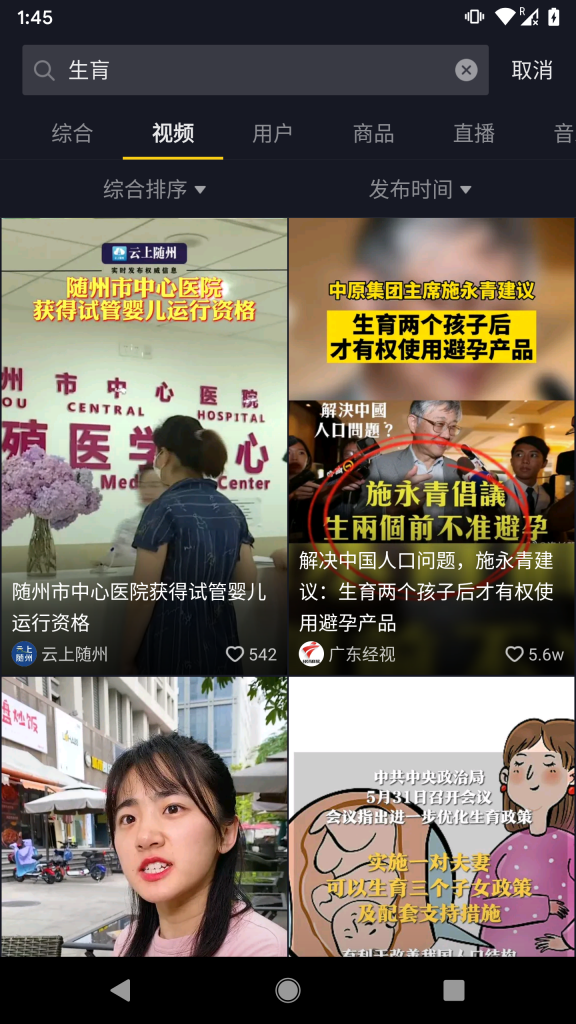 1:45
R
生肓
取消
综合
视频
用户
商品
直播
音
综合排序
发布时间
云上随州
实时发布权威信息
随州市中心医院
获得试管婴儿运行资格
州 市 中 心 医 院
OU CENTRAL HOSPITAL
殖医学 心
Med Center
随州市中心医院获得试管婴儿
运行资格
云上随州
542
中原集团主席施永青建议
生育两个孩子后
才有权使用避孕产品
解決中國
人口問題？
施永青倡議
生兩個前不准避孕
解决中国人口问题，施永青建
议：生育两个孩子后才有权使
用避孕产品
广东经视
5.6w
盘炒饭
中共中央政治局
5月31日召开会议
会议指出进一步优化生育政策
实施一对夫妻
可以生育三个子女政策
及配套支持措施
有利于改善我国人口结构